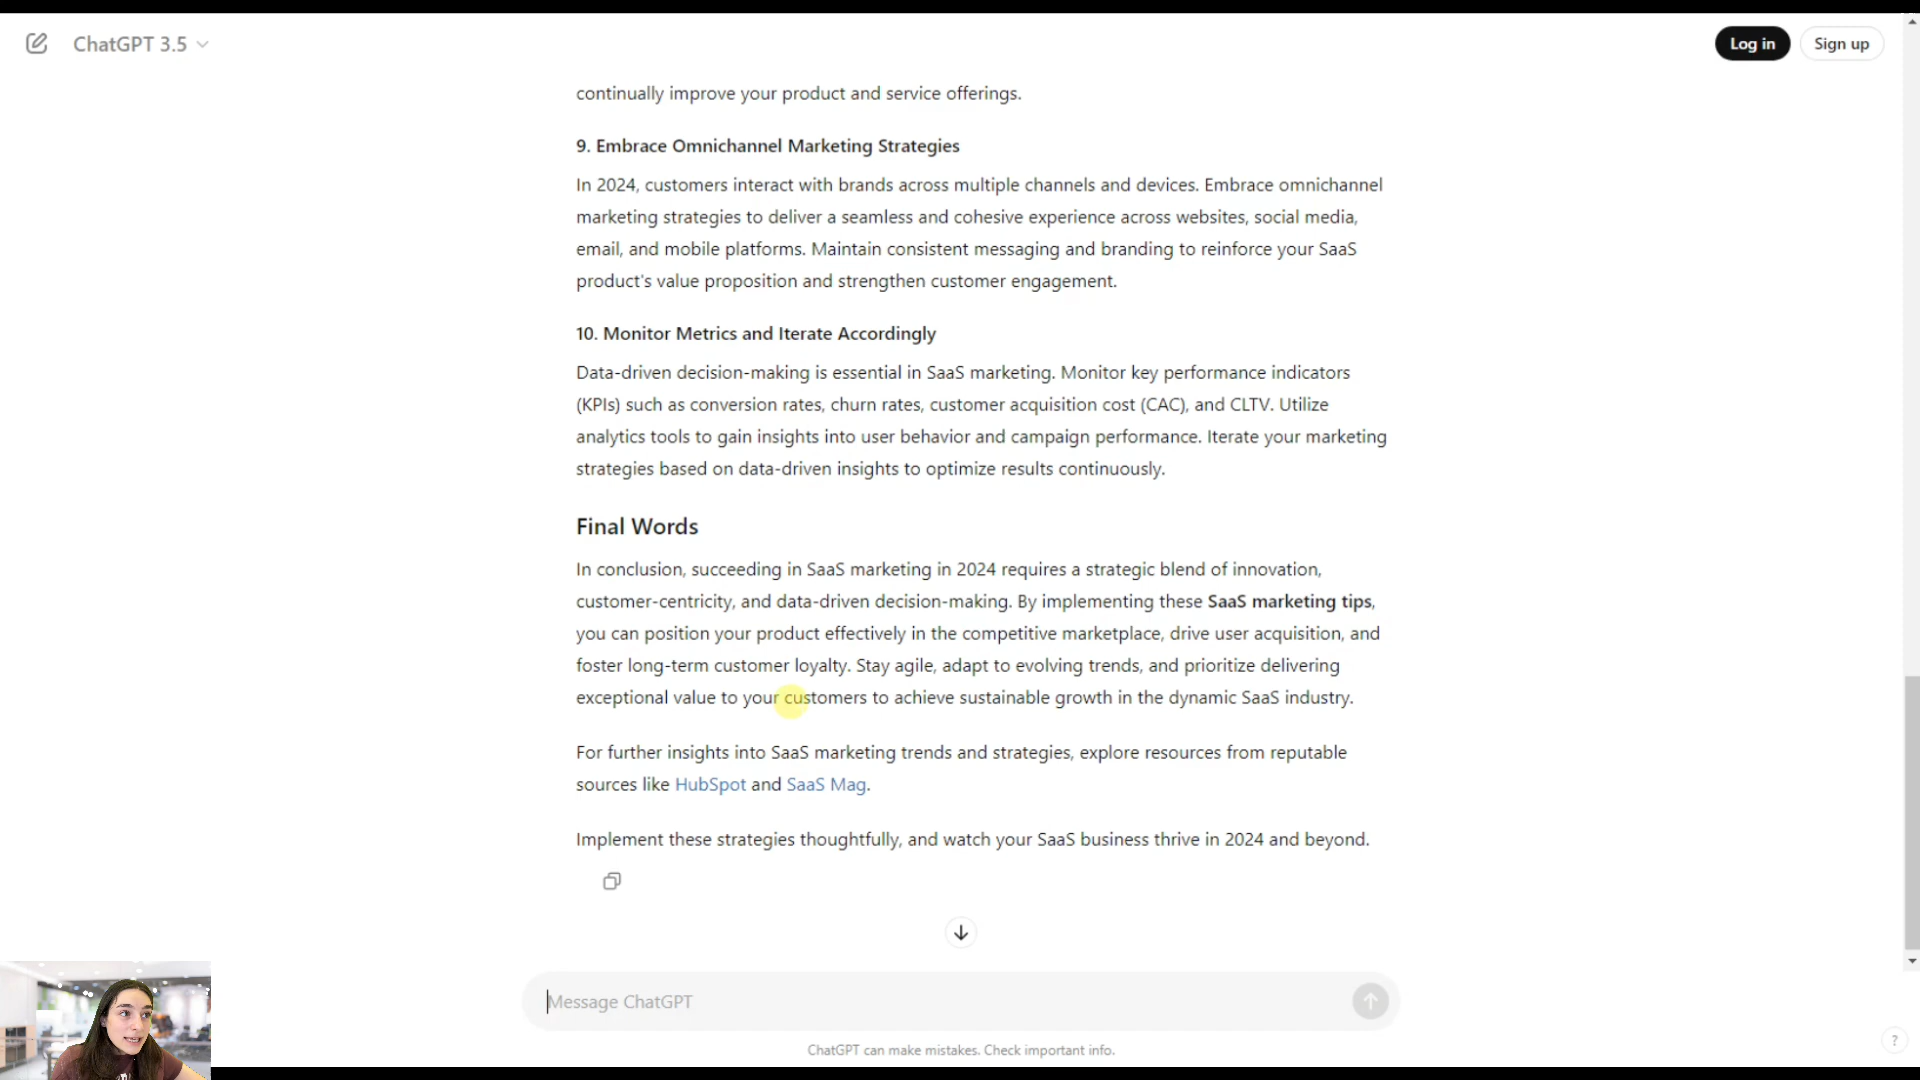 ChatGPT 3.5
Log in
Sign up
continually improve your product and service offerings.
9. Embrace Omnichannel Marketing Strategies
In 2024, customers interact with brands across multiple channels and devices. Embrace omnichannel
marketing strategies to deliver a seamless and cohesive experience across websites, social media,
email, and mobile platforms. Maintain consistent messaging and branding to reinforce your SaaS
product's value proposition and strengthen customer engagement.
10. Monitor Metrics and Iterate Accordingly
Data-driven decision-making is essential in SaaS marketing. Monitor key performance indicators
(KPIs) such as conversion rates, churn rates, customer acquisition cost (CAC), and CLTV. Utilize
analytics tools to gain insights into user behavior and campaign performance. Iterate your marketing
strategies based on data-driven insights to optimize results continuously.
Final Words
In conclusion, succeeding in SaaS marketing in 2024 requires a strategic blend of innovation,
customer-centricity, and data-driven decision-making. By implementing these SaaS marketing tips,
you can position your product effectively in the competitive marketplace, drive user acquisition, and
foster long-term customer loyalty. Stay agile, adapt to evolving trends, and prioritize delivering
exceptional value to your customers to achieve sustainable growth in the dynamic SaaS industry.
For further insights into SaaS marketing trends and strategies, explore resources from reputable
sources like HubSpot and SaaS Mag.
Implement these strategies thoughtfully, and watch your SaaS business thrive in 2024 and beyond.
Message ChatGPT
ChatGPT can make mistakes. Check important info.
?